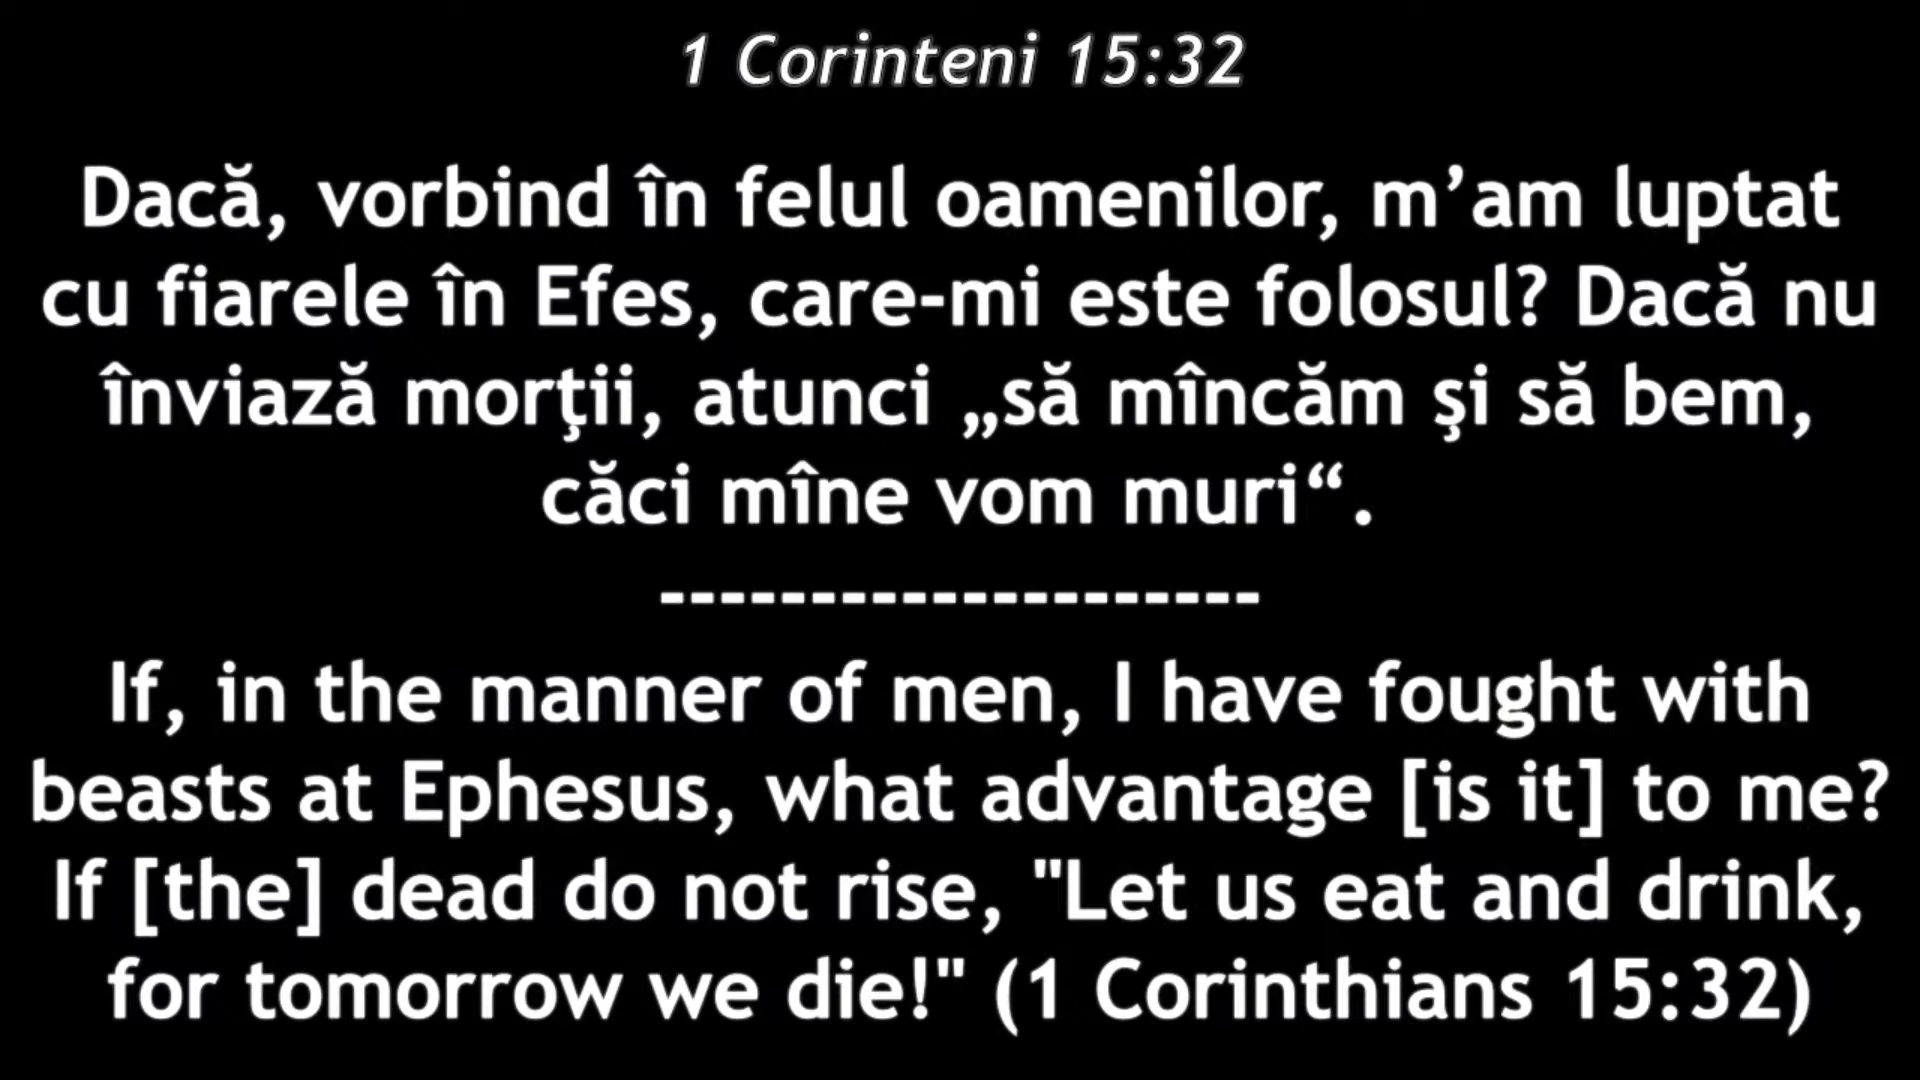 1 Corinteni 15:32
Dacă, vorbind în felul oamenilor, m’am luptat
cu fiarele în Efes, care-mi este folosul? Dacă nu
înviază morţii, atunci „să mîncăm şi să bem,
căci mîne vom muri“.
--------------------
If, in the manner of men, I have fought with
beasts at Ephesus, what advantage [is it] to me?
If [the] dead do not rise, "Let us eat and drink,
for tomorrow we die!" (1 Corinthians 15:32)